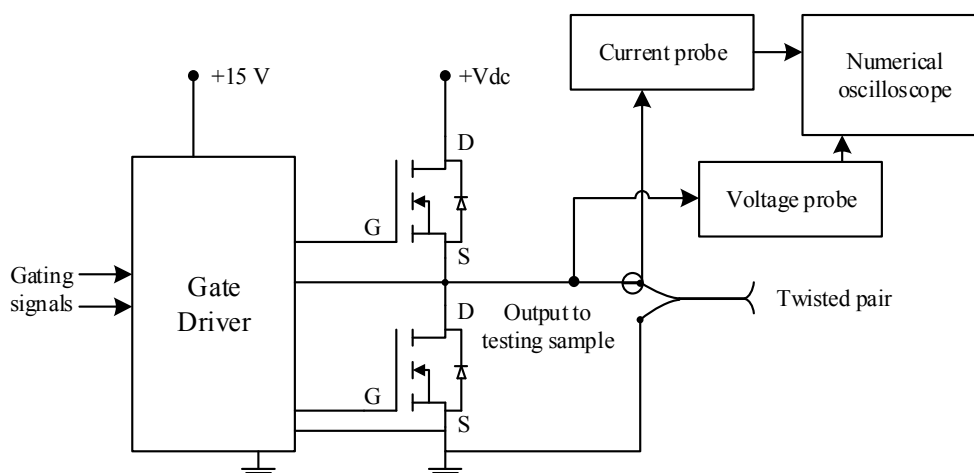 +15 V
+Vdc
Current probe
Numerical
oscilloscope
D
G
S
Voltage probe
Gating
signals
Gate
Driver
Output to
testing sample
Twisted pair
D
G
S